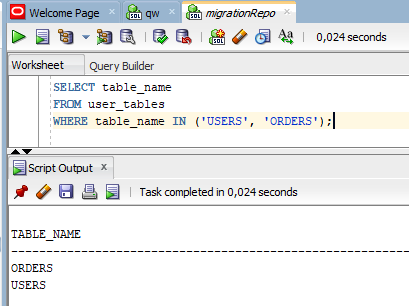 Welcome Page
qw
migrationRepo
0,024 seconds
Worksheet
Query Builder
SELECT table_name
FROM user_tables
WHERE table_name IN ('USERS', 'ORDERS');
Script Output x
Task completed in 0,024 seconds
TABLE_NAME
--------------------------------------------------------------------------------
ORDERS
USERS